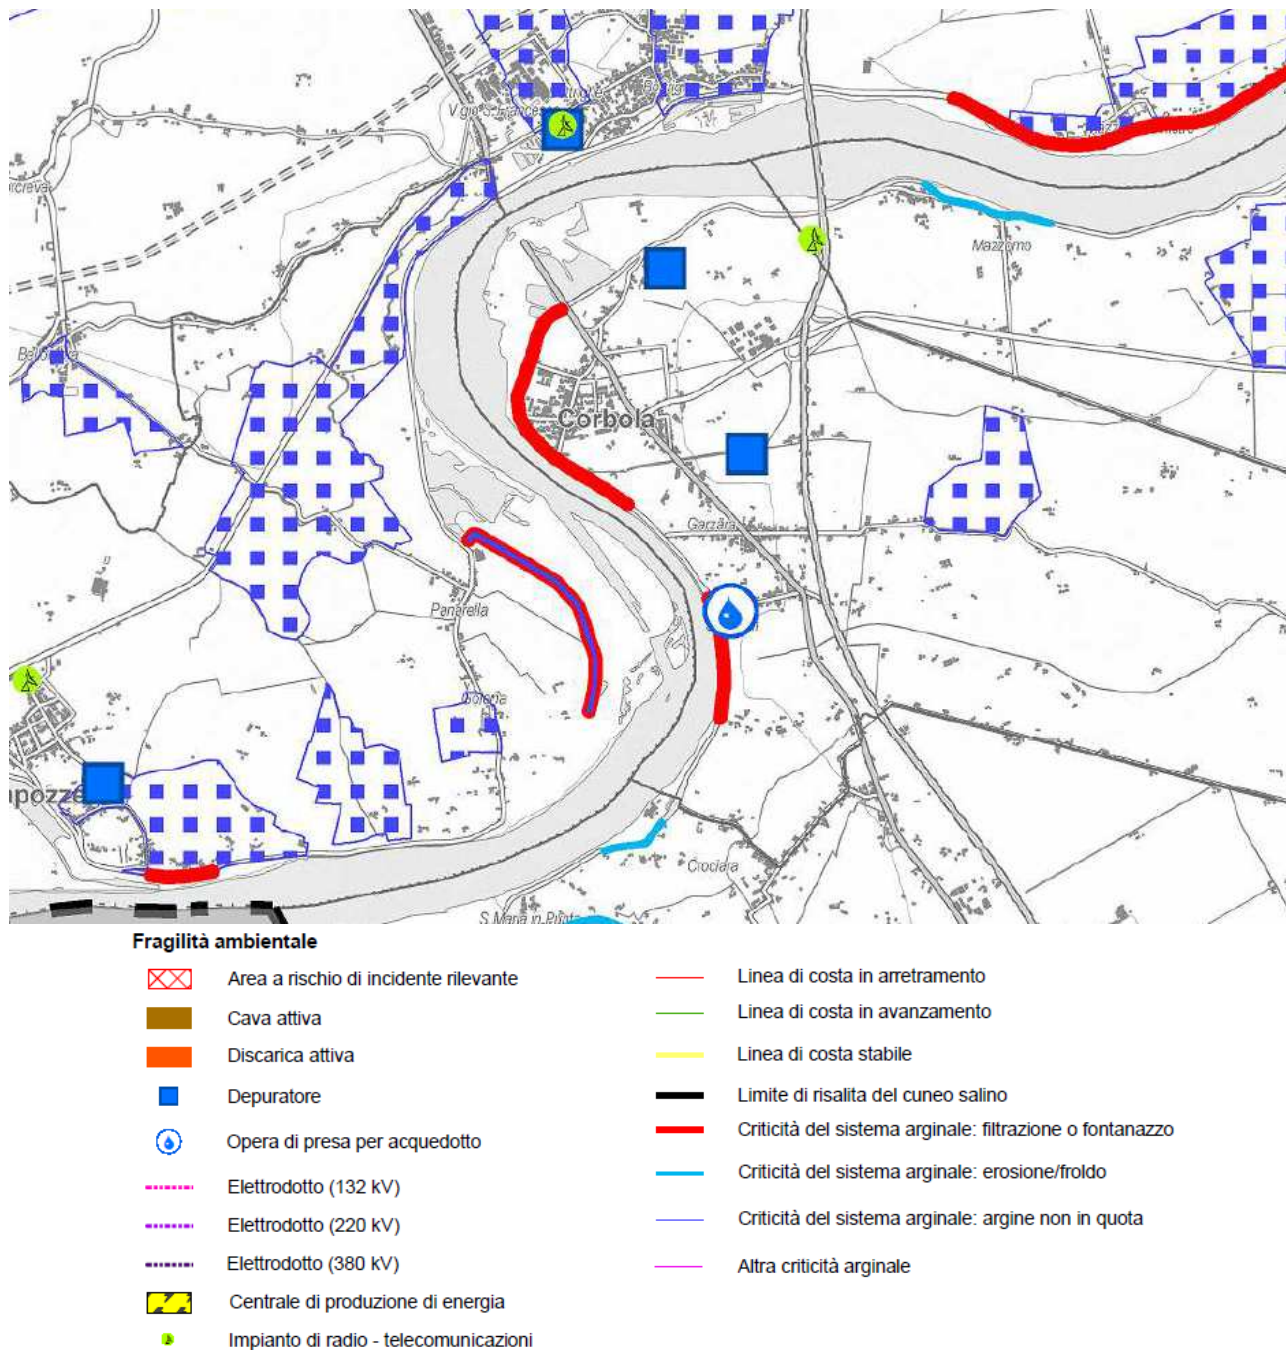 Corbola
Mazzorno
Garzara
Panarella
Crociara
S. Maria in Punta
Fragilità ambientale
Area a rischio di incidente rilevante
Cava attiva
Discarica attiva
Depuratore
Opera di presa per acquedotto
Elettrodotto (132 kV)
Elettrodotto (220 kV)
Elettrodotto (380 kV)
Centrale di produzione di energia
Impianto di radio - telecomunicazioni
Linea di costa in arretramento
Linea di costa in avanzamento
Linea di costa stabile
Limite di risalita del cuneo salino
Criticità del sistema arginale: filtrazione o fontanazzo
Criticità del sistema arginale: erosione/froldo
Criticità del sistema arginale: argine non in quota
Altra criticità arginale